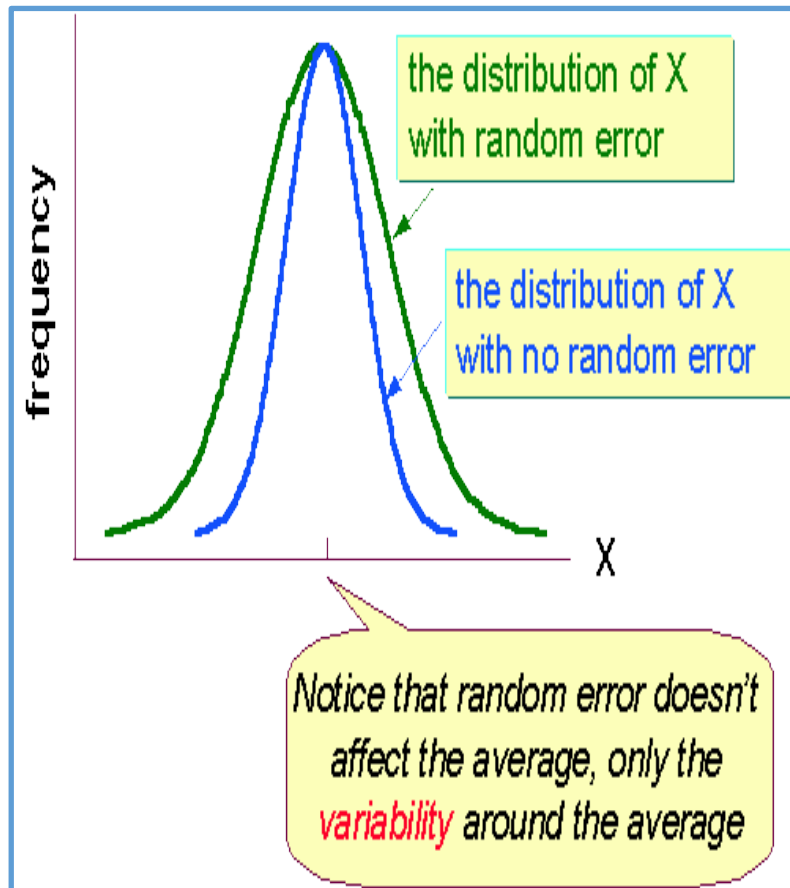 the distribution of X
with random error
the distribution of X
with no random error
frequency
X
Notice that random error doesn't
affect the average, only the
variability around the average